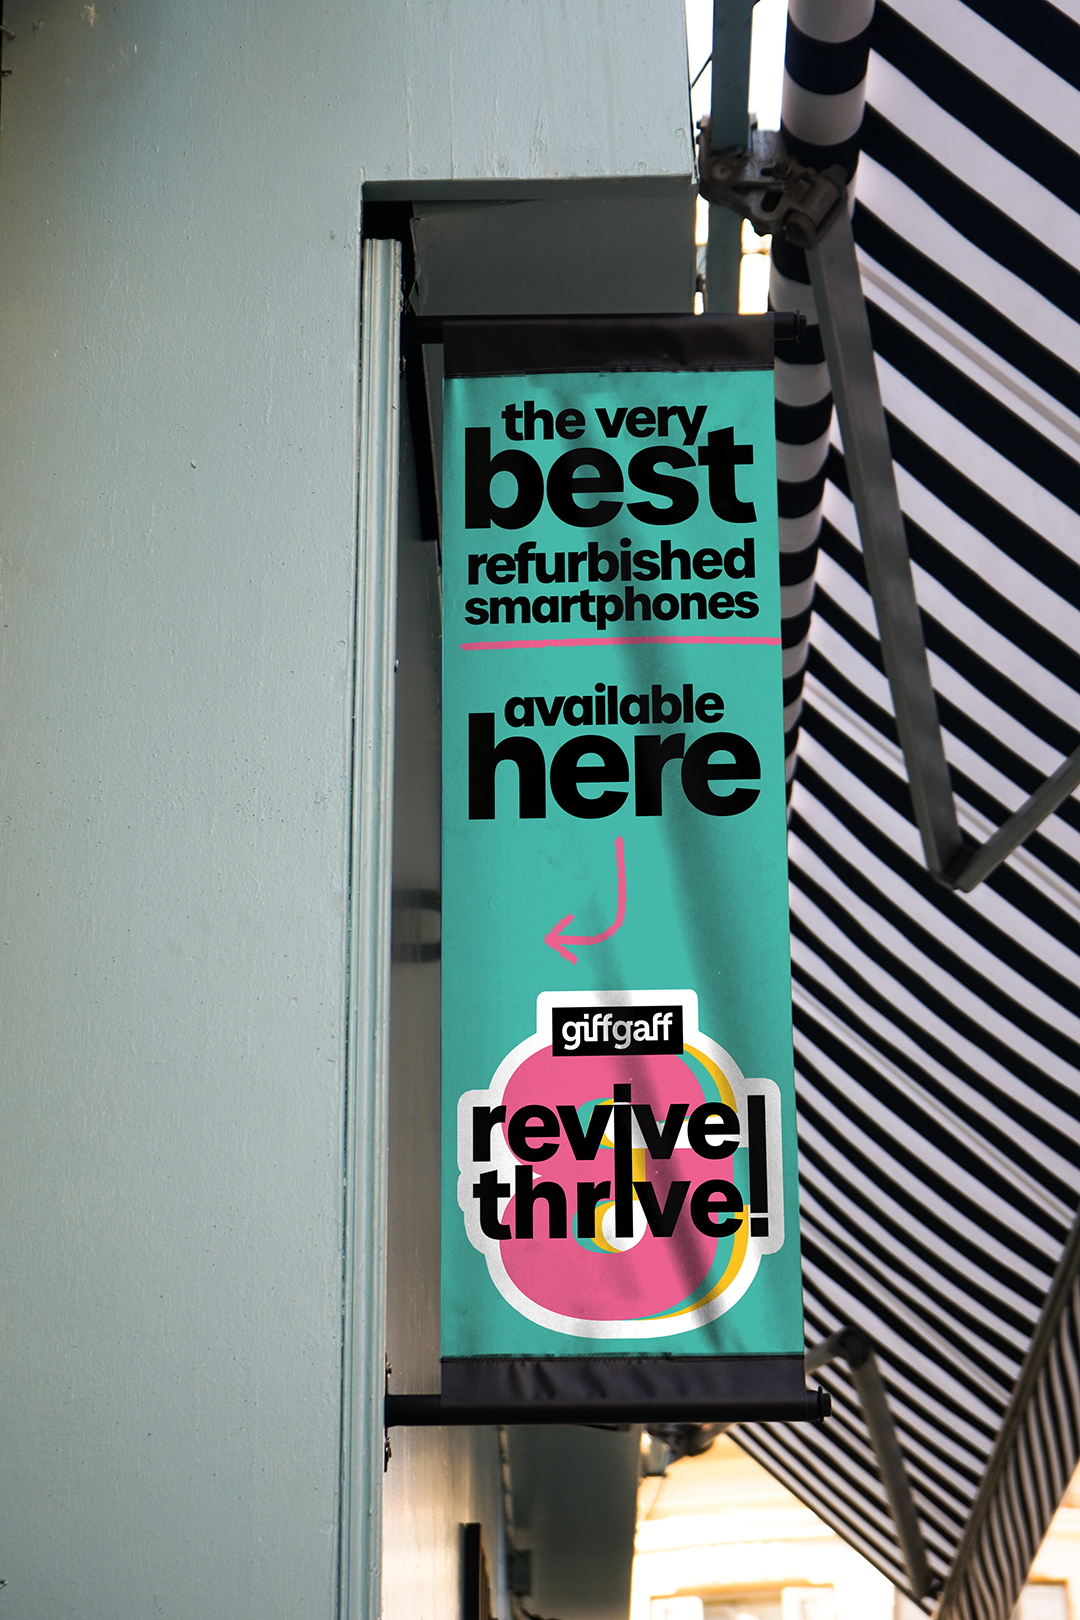 the very
best
refurbished
smartphones
available
here
giffgaff
revive
thrive!